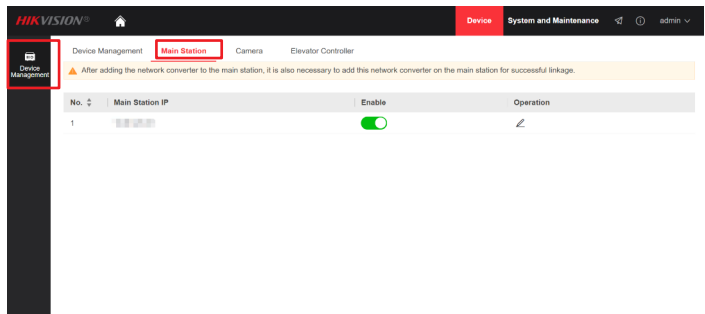 HIKVISION®
Device
System and Maintenance
admin
Device Management
Device Management
Main Station
Camera
Elevator Controller
After adding the network converter to the main station, it is also necessary to add this network converter on the main station for successful linkage.
No.
Main Station IP
Enable
Operation
1